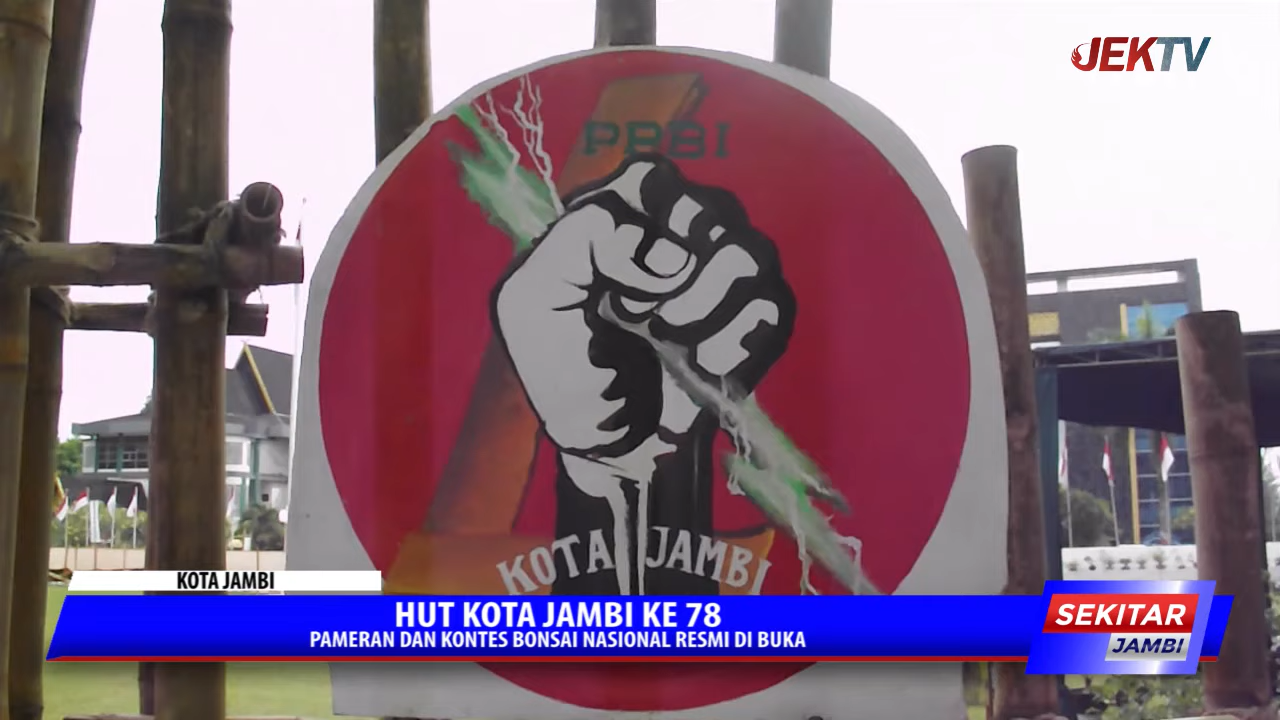 JEKTV
PBBI
KOTA JAMBI
KOTA JAMBI
HUT KOTA JAMBI KE 78
PAMERAN DAN KONTES BONSAI NASIONAL RESMI DI BUKA
SEKITAR
JAMBI